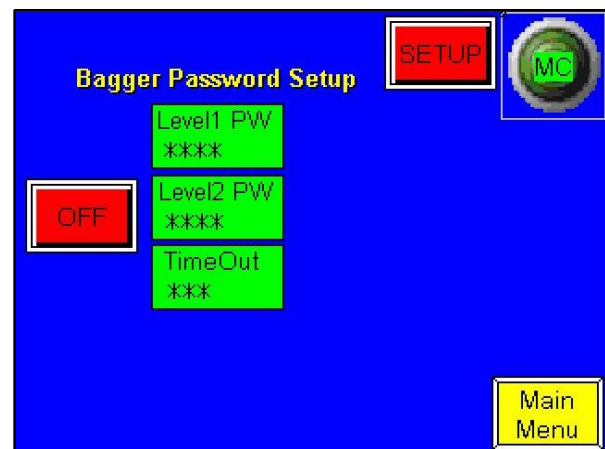 SETUP
MC
Bagger Password Setup
Level1 PW
****
OFF
Level2 PW
****
TimeOut
***
Main
Menu